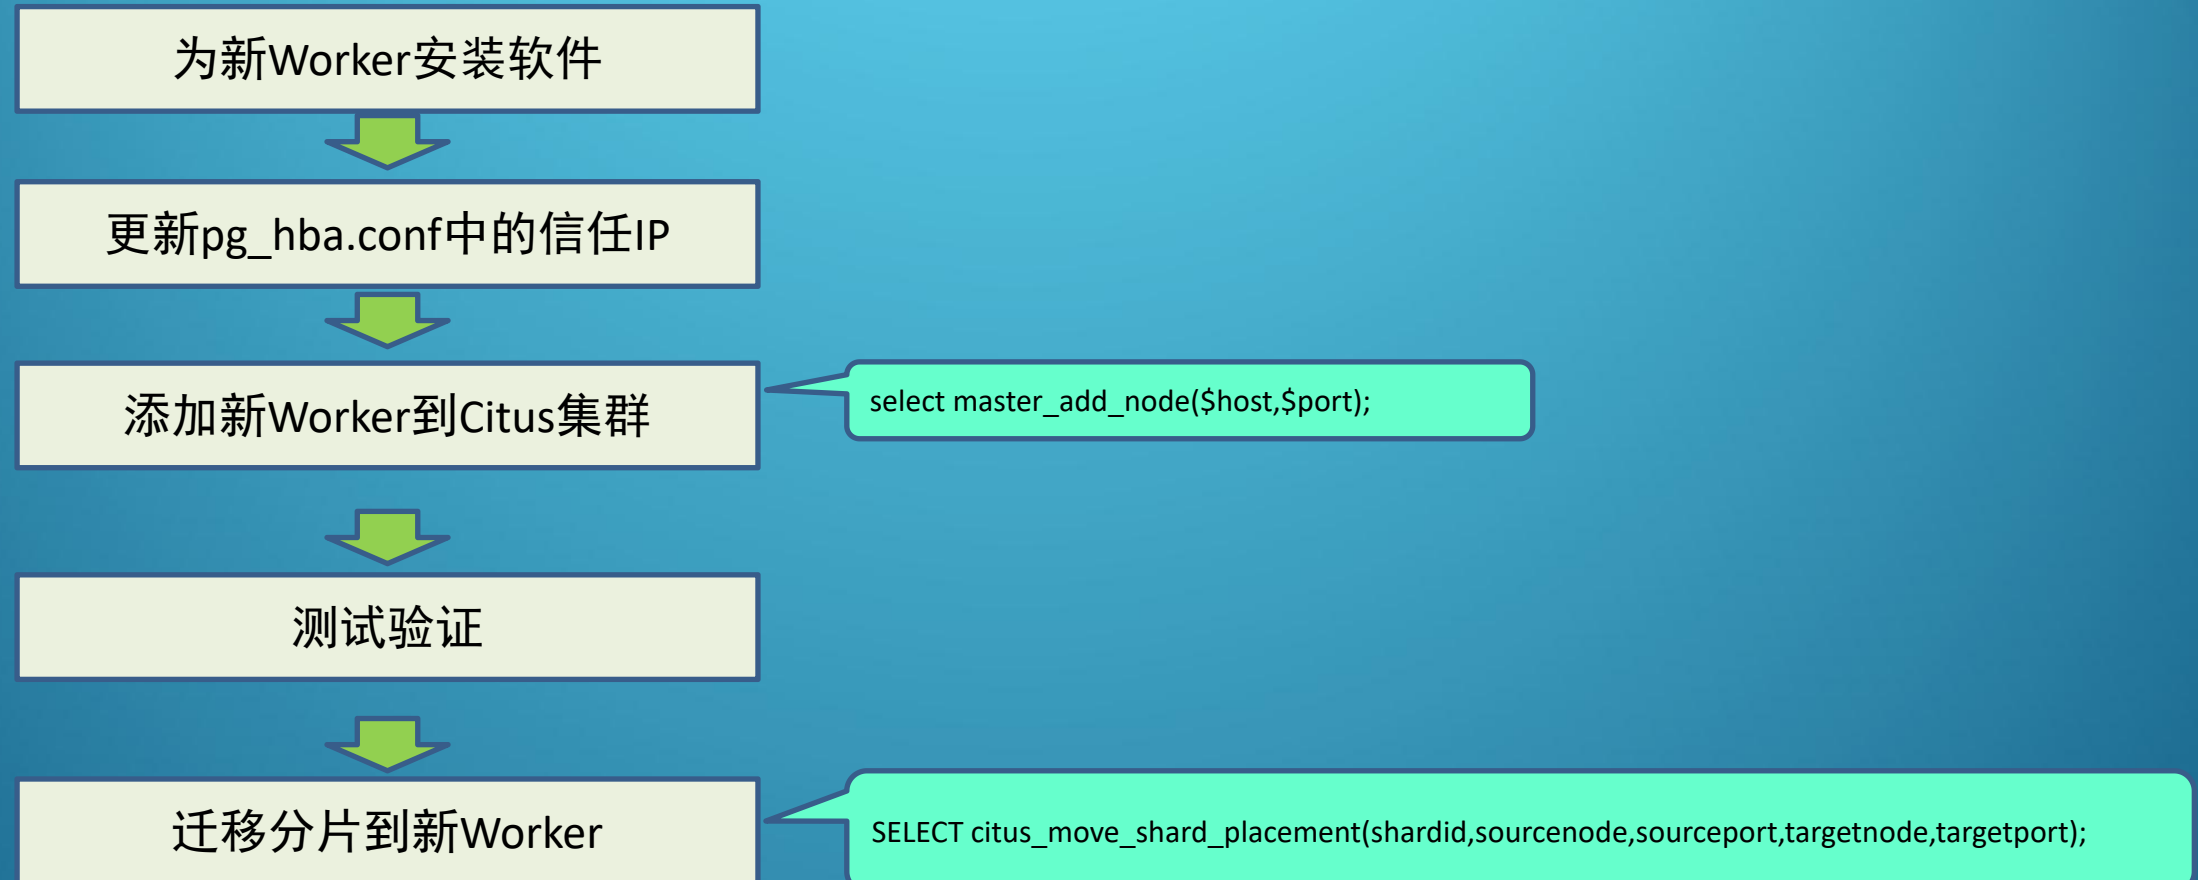 为新Worker安装软件
更新pg_hba.conf中的信任IP
添加新Worker到Citus集群
select master_add_node($host,$port);
测试验证
迁移分片到新Worker
SELECT citus_move_shard_placement(shardid,sourcenode,sourceport,targetnode,targetport);